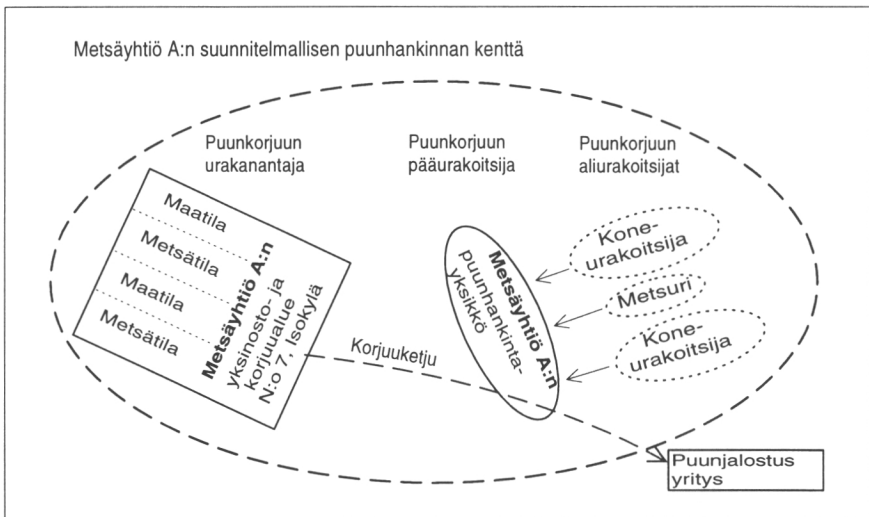 Metsäyhtiö A:n suunnitelmallisen puunhankinnan kenttä
Puunkorjuun
urakanantaja
Puunkorjuun
pääurakoitsija
Puunkorjuun
aliurakoitsijat
Maatila
Metsätila
Maatila
Metsätila
Metsäyhtiö A:n
yksinosto- ja
korjuualue
N:o 7, Isokylä
Korjuuketju
Metsäyhtiö A:n
puunhankinta-
yksikkö
Kone-
urakoitsija
Metsuri
Kone-
urakoitsija
Puunjalostus
yritys